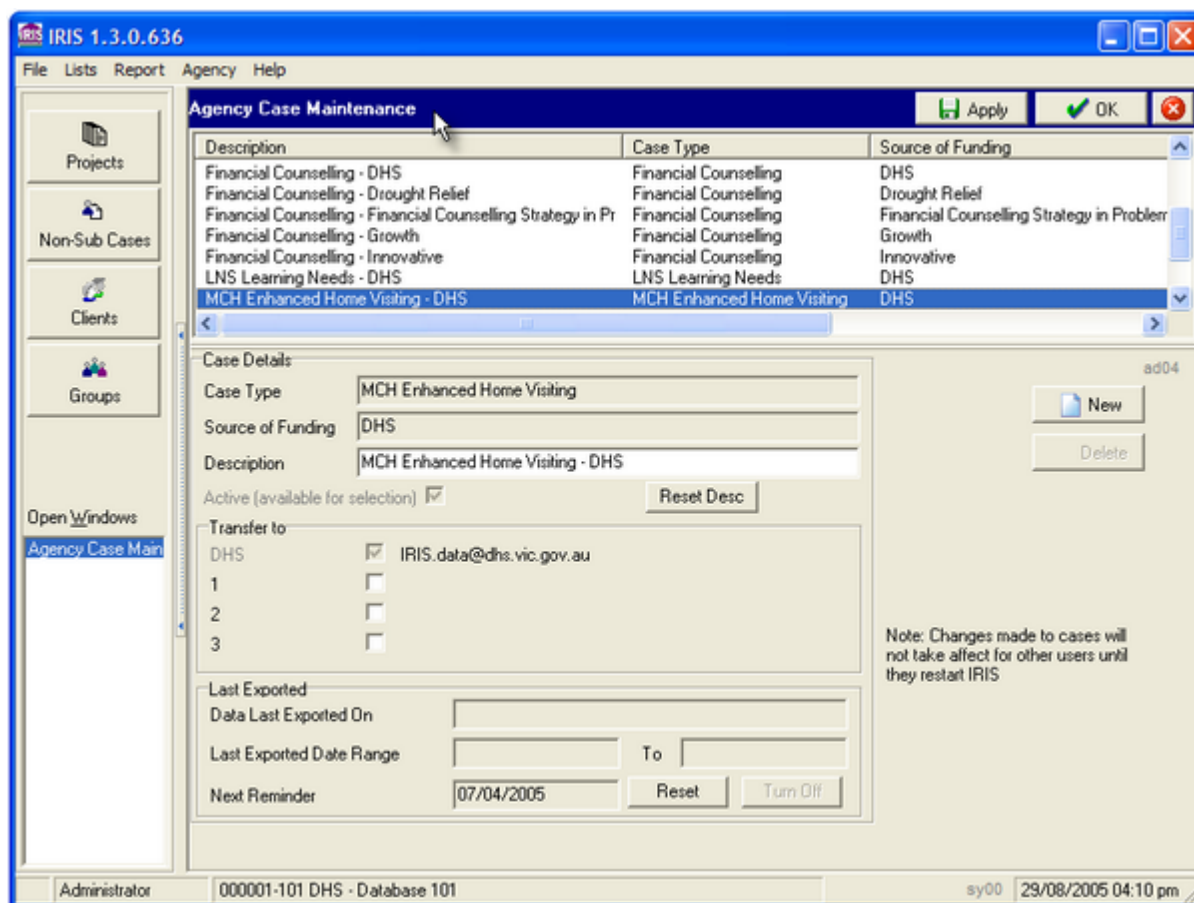 IRIS IRIS 1.3.0.636
File Lists Report Agency Help
Projects
Non-Sub Cases
Clients
Groups
Open Windows
Agency Case Main
Agency Case Maintenance Apply OK
Description Case Type Source of Funding
Financial Counselling - DHS Financial Counselling DHS
Financial Counselling - Drought Relief Financial Counselling Drought Relief
Financial Counselling - Financial Counselling Strategy in Pr Financial Counselling Financial Counselling Strategy in Problem
Financial Counselling - Growth Financial Counselling Growth
Financial Counselling - Innovative Financial Counselling Innovative
LNS Learning Needs - DHS LNS Learning Needs DHS
MCH Enhanced Home Visiting - DHS MCH Enhanced Home Visiting DHS
Case Details
Case Type MCH Enhanced Home Visiting
Source of Funding DHS
Description MCH Enhanced Home Visiting - DHS
Active (available for selection) Reset Desc
Transfer to
DHS IRIS.data@dhs.vic.gov.au
1
2
3
Last Exported
Data Last Exported On
Last Exported Date Range To
Next Reminder 07/04/2005 Reset Turn Off
ad04
New
Delete
Note: Changes made to cases will
not take affect for other users until
they restart IRIS
Administrator 000001-101 DHS - Database 101 sy00 29/08/2005 04:10 pm